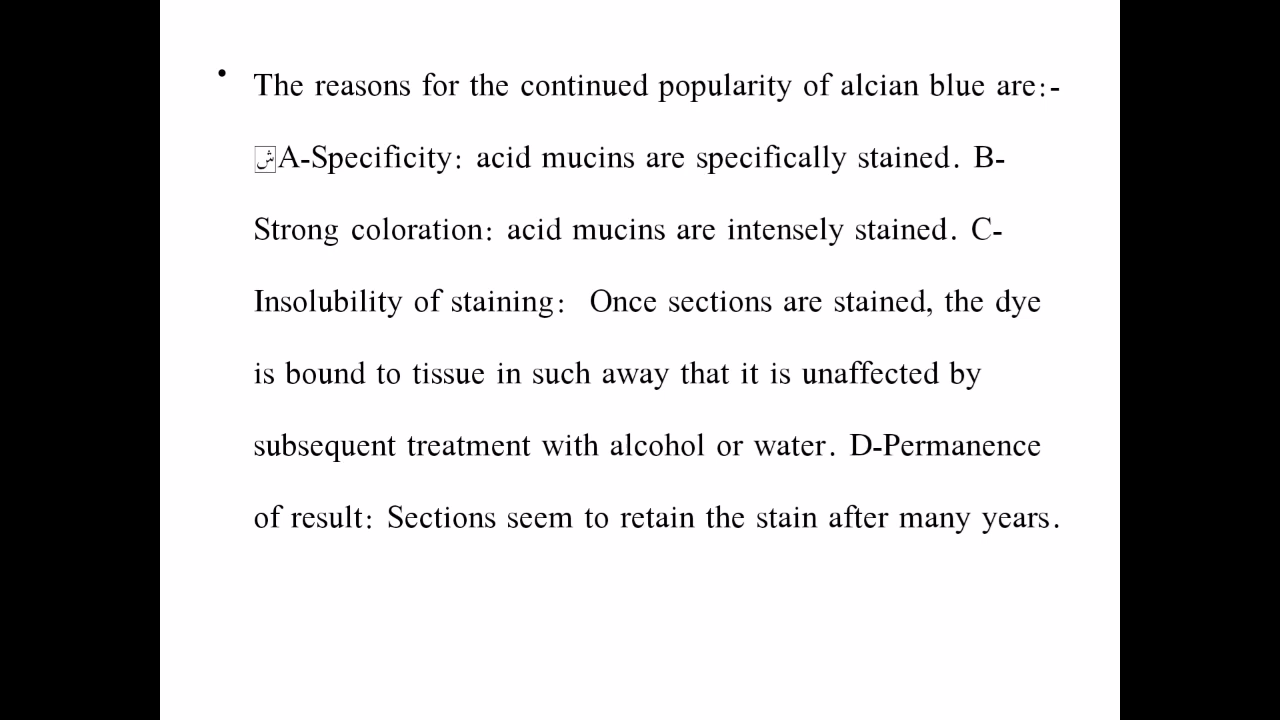 • The reasons for the continued popularity of alcian blue are:-
شA-Specificity: acid mucins are specifically stained. B-
Strong coloration: acid mucins are intensely stained. C-
Insolubility of staining:  Once sections are stained, the dye
is bound to tissue in such away that it is unaffected by
subsequent treatment with alcohol or water. D-Permanence
of result: Sections seem to retain the stain after many years.